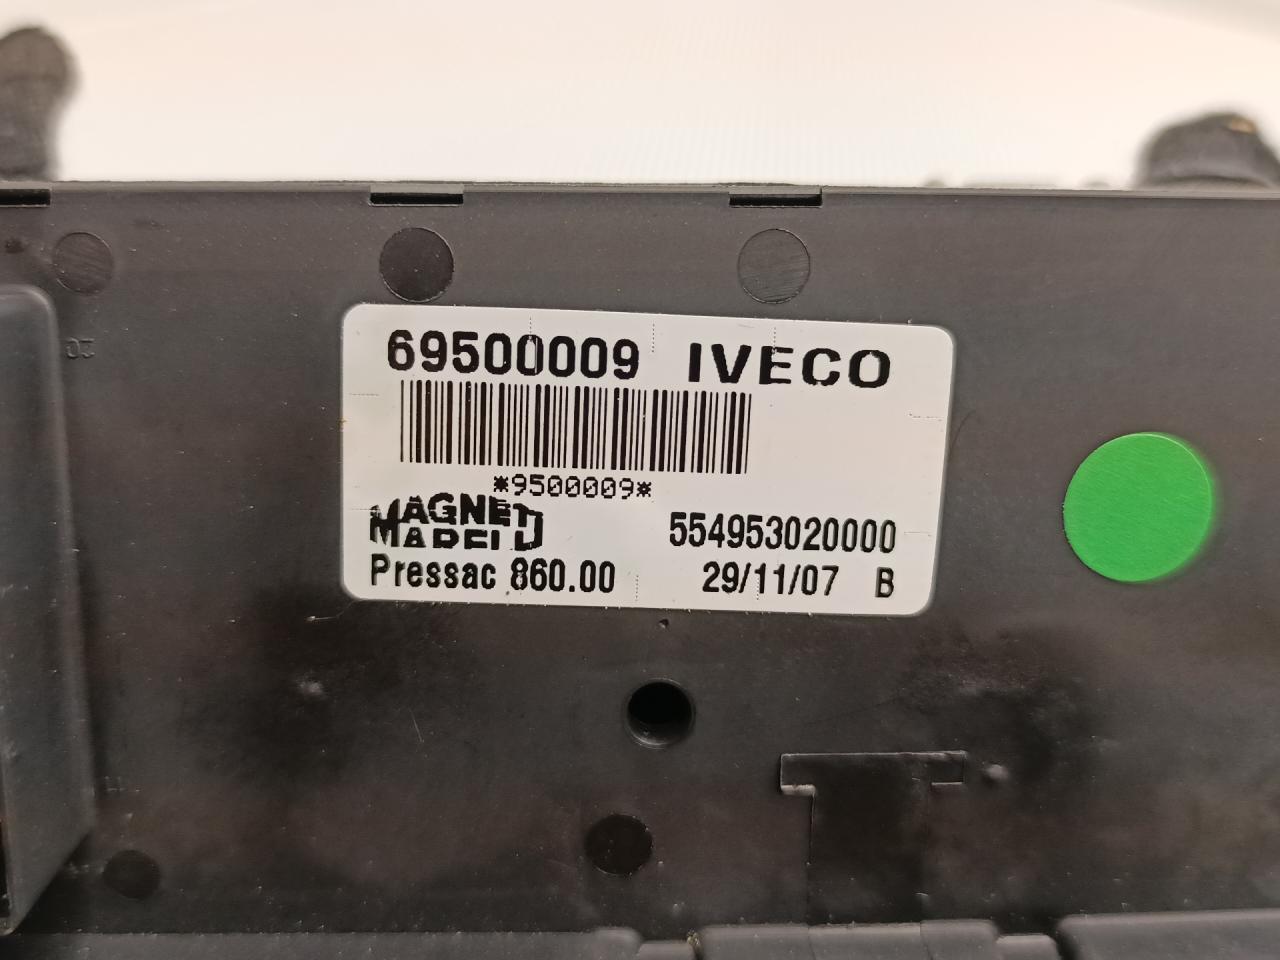 69500009 IVECO
*9500009*
MAGNETI
MARELLI
554953020000
Pressac 860.00
29/11/07 B